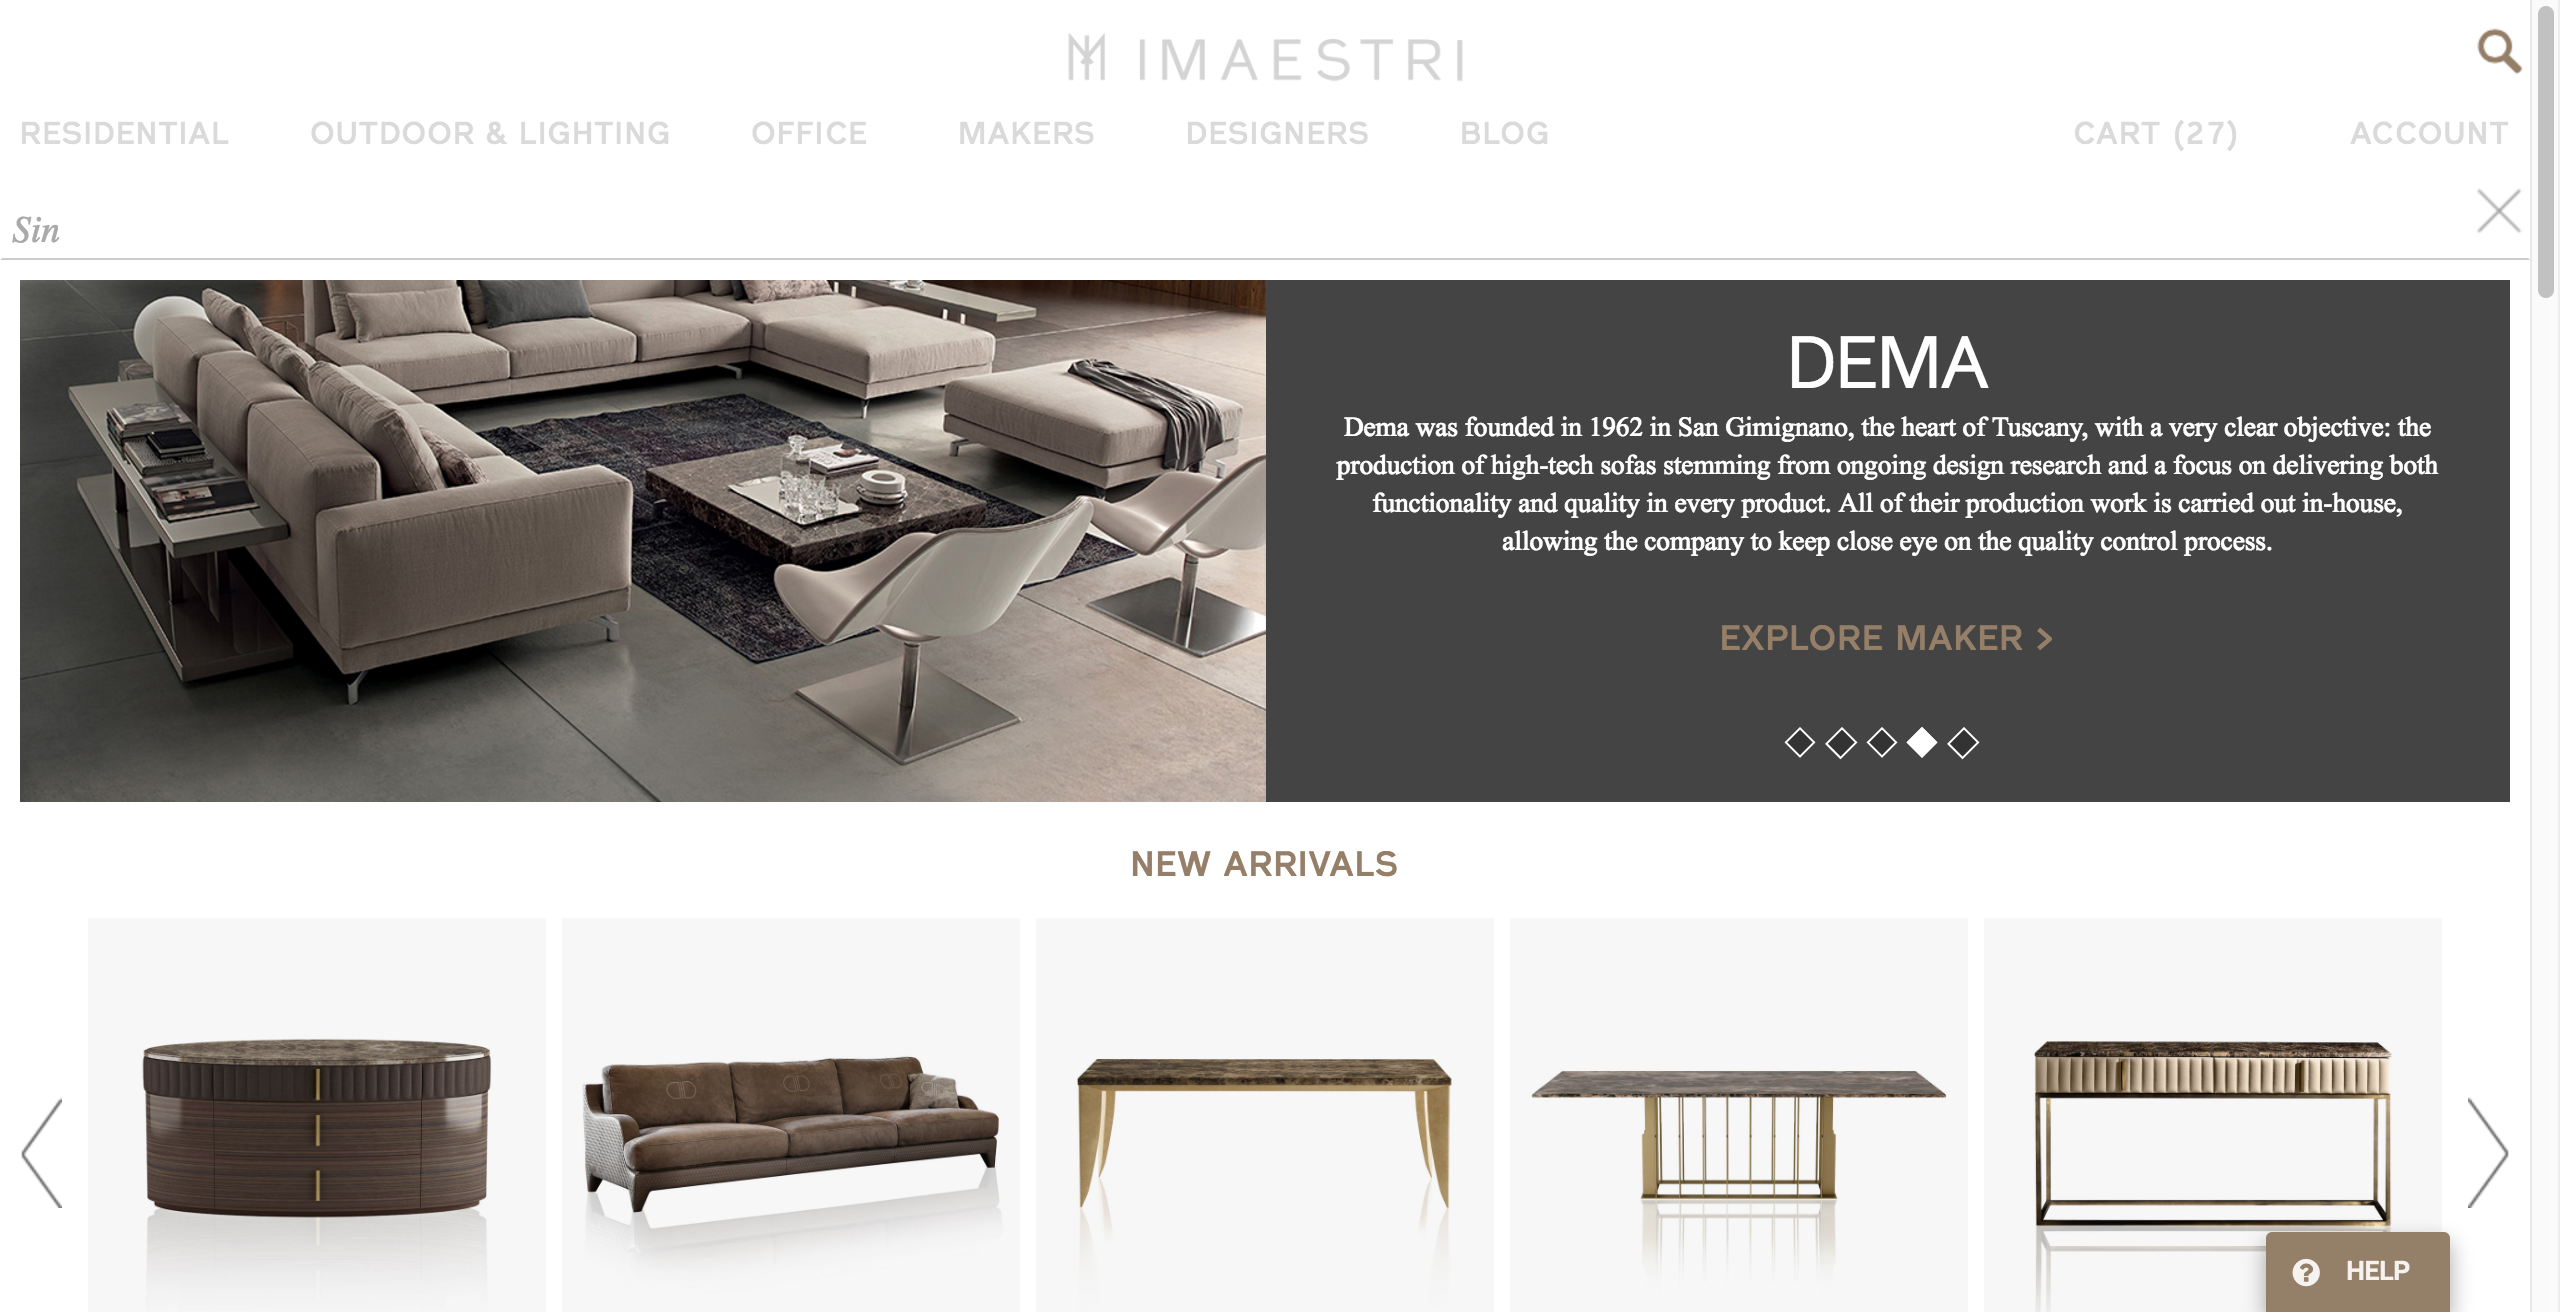 IMAESTRI
RESIDENTIAL OUTDOOR & LIGHTING OFFICE MAKERS DESIGNERS BLOG CART (27) ACCOUNT
Sin
DEMA
Dema was founded in 1962 in San Gimignano, the heart of Tuscany, with a very clear objective: the
production of high-tech sofas stemming from ongoing design research and a focus on delivering both
functionality and quality in every product. All of their production work is carried out in-house,
allowing the company to keep close eye on the quality control process.
EXPLORE MAKER >
NEW ARRIVALS
? HELP